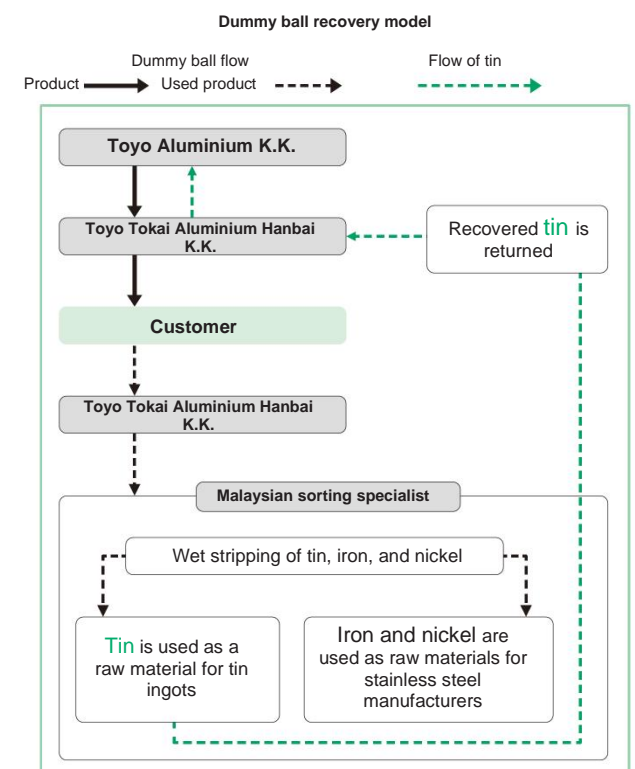 Dummy ball recovery model
Dummy ball flow
Flow of tin
Product
Used product
Toyo Aluminium K.K.
Toyo Tokai Aluminium Hanbai
K.K.
Recovered tin is
returned
Customer
Toyo Tokai Aluminium Hanbai
K.K.
Malaysian sorting specialist
Wet stripping of tin, iron, and nickel
Tin is used as a
raw material for tin
ingots
Iron and nickel are
used as raw materials for
stainless steel
manufacturers